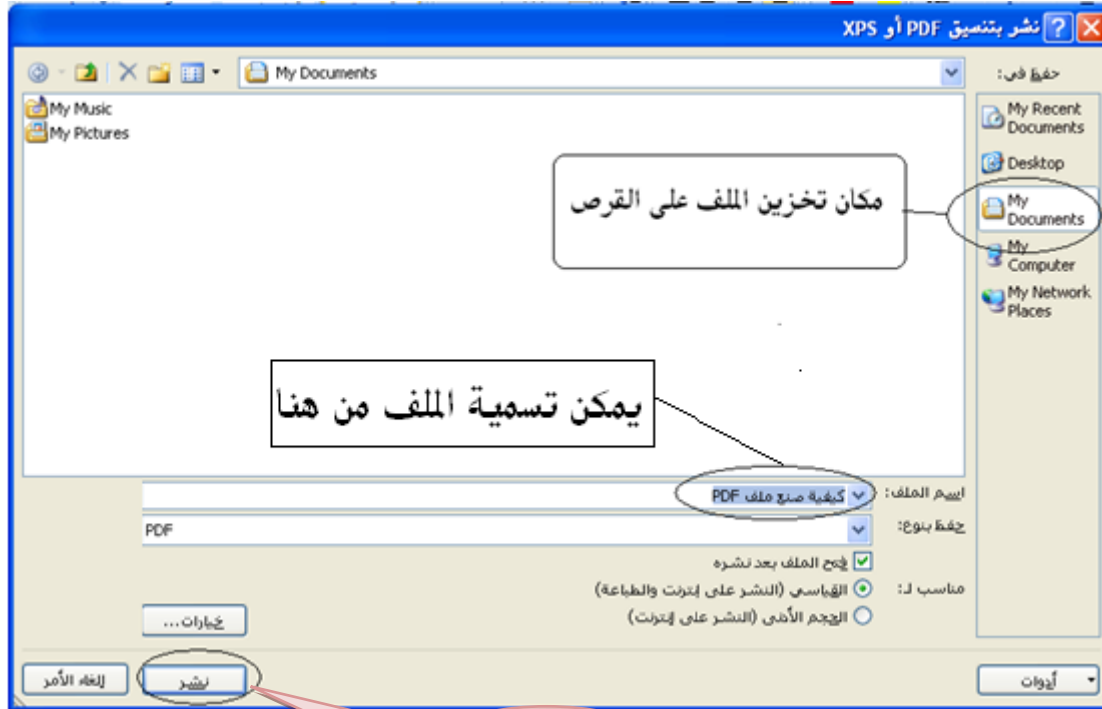 نشر بتنسيق PDF أو XPS
حفظ في:
My Documents
My Recent
Documents
Desktop
My
Documents
My
Computer
My Network
Places
My Music
My Pictures
مكان تخزين الملف على القرص
يمكن تسمية الملف من هنا
اسم الملف:
كيفية صنع ملف PDF
حفظ بنوع:
PDF
فتح الملف بعد نشره
مناسب لـ:
القياسي (النشر على إنترنت والطباعة)
الحجم الأدنى (النشر على إنترنت)
خيارات...
أدوات
نشر
إلغاء الأمر